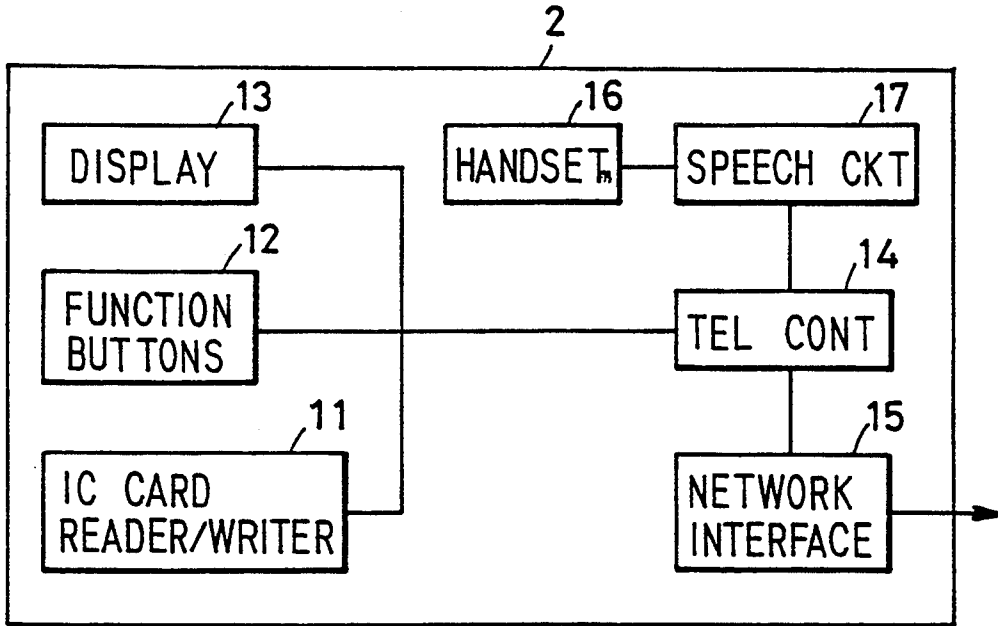 2
13
DISPLAY
16
HANDSET
17
SPEECH CKT
12
FUNCTION
BUTTONS
14
TEL CONT
11
IC CARD
READER/WRITER
15
NETWORK
INTERFACE